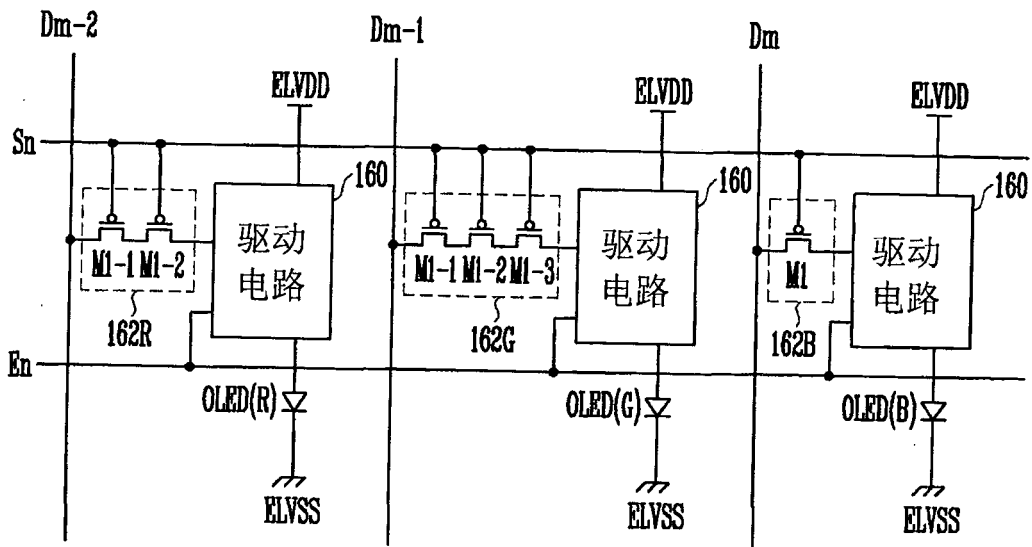 Dm-2
Dm-1
Dm
ELVDD
ELVDD
ELVDD
Sn
160
160
160
驱动
电路
驱动
电路
驱动
电路
M1-1 M1-2
M1-1 M1-2 M1-3
M1
162R
162G
162B
En
OLED(R)
OLED(G)
OLED(B)
ELVSS
ELVSS
ELVSS